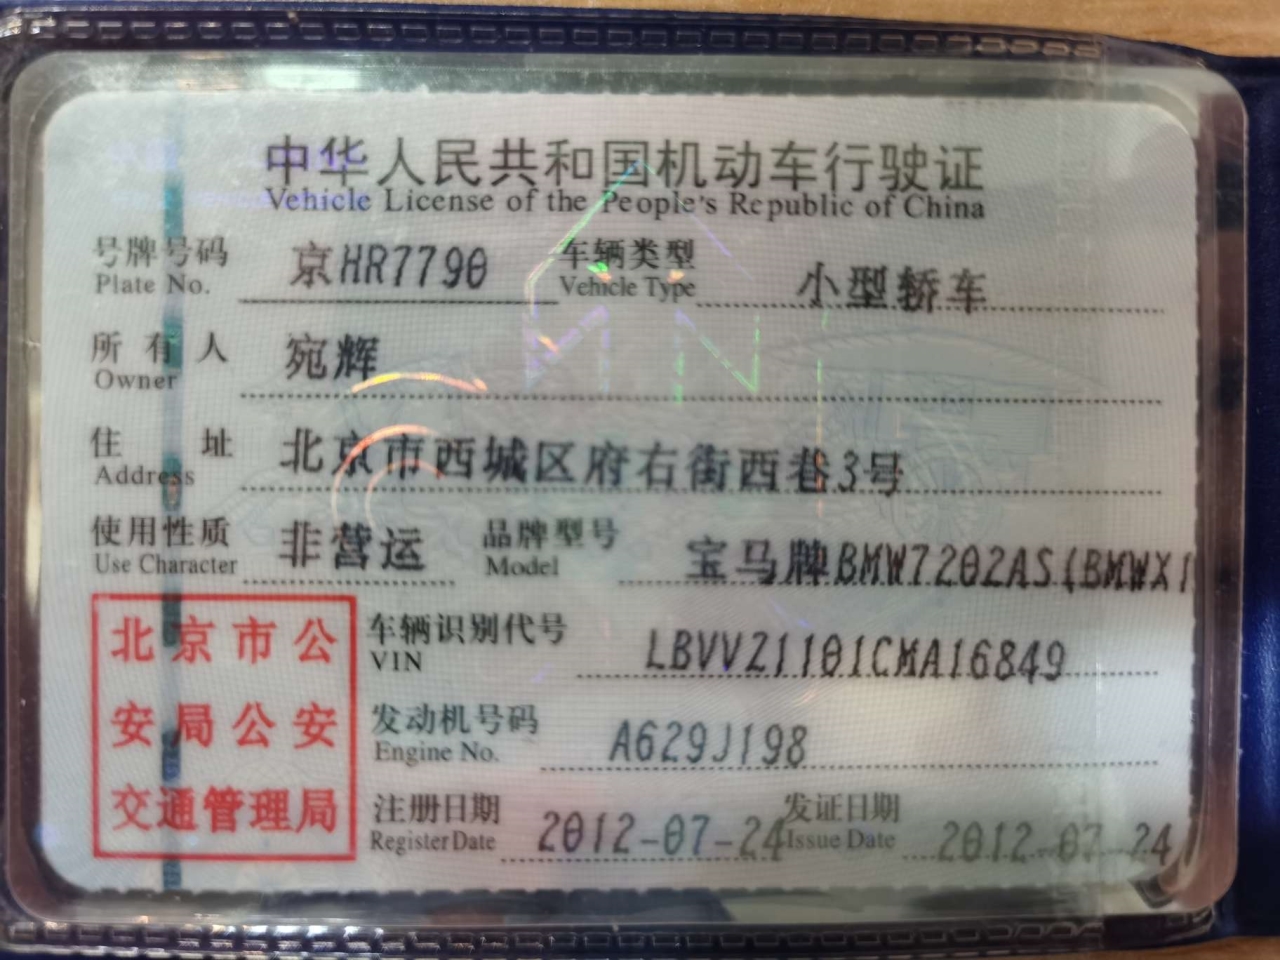 中华人民共和国机动车行驶证
Vehicle License of the People's Republic of China
号牌号码 京HR7790 车辆类型 小型轿车
Plate No. Vehicle Type
所有人 宛辉
Owner
住址 北京市西城区府右街西巷3号
Address
使用性质 非营运 品牌型号 宝马牌BMW7202AS(BMWX1
Use Character Model
车辆识别代号 LBVVZ1101CMA16849
VIN
发动机号码 A629J198
Engine No.
注册日期 2012-07-24 发证日期 2012-07-24
Register Date Issue Date
北京市公
安局公安
交通管理局